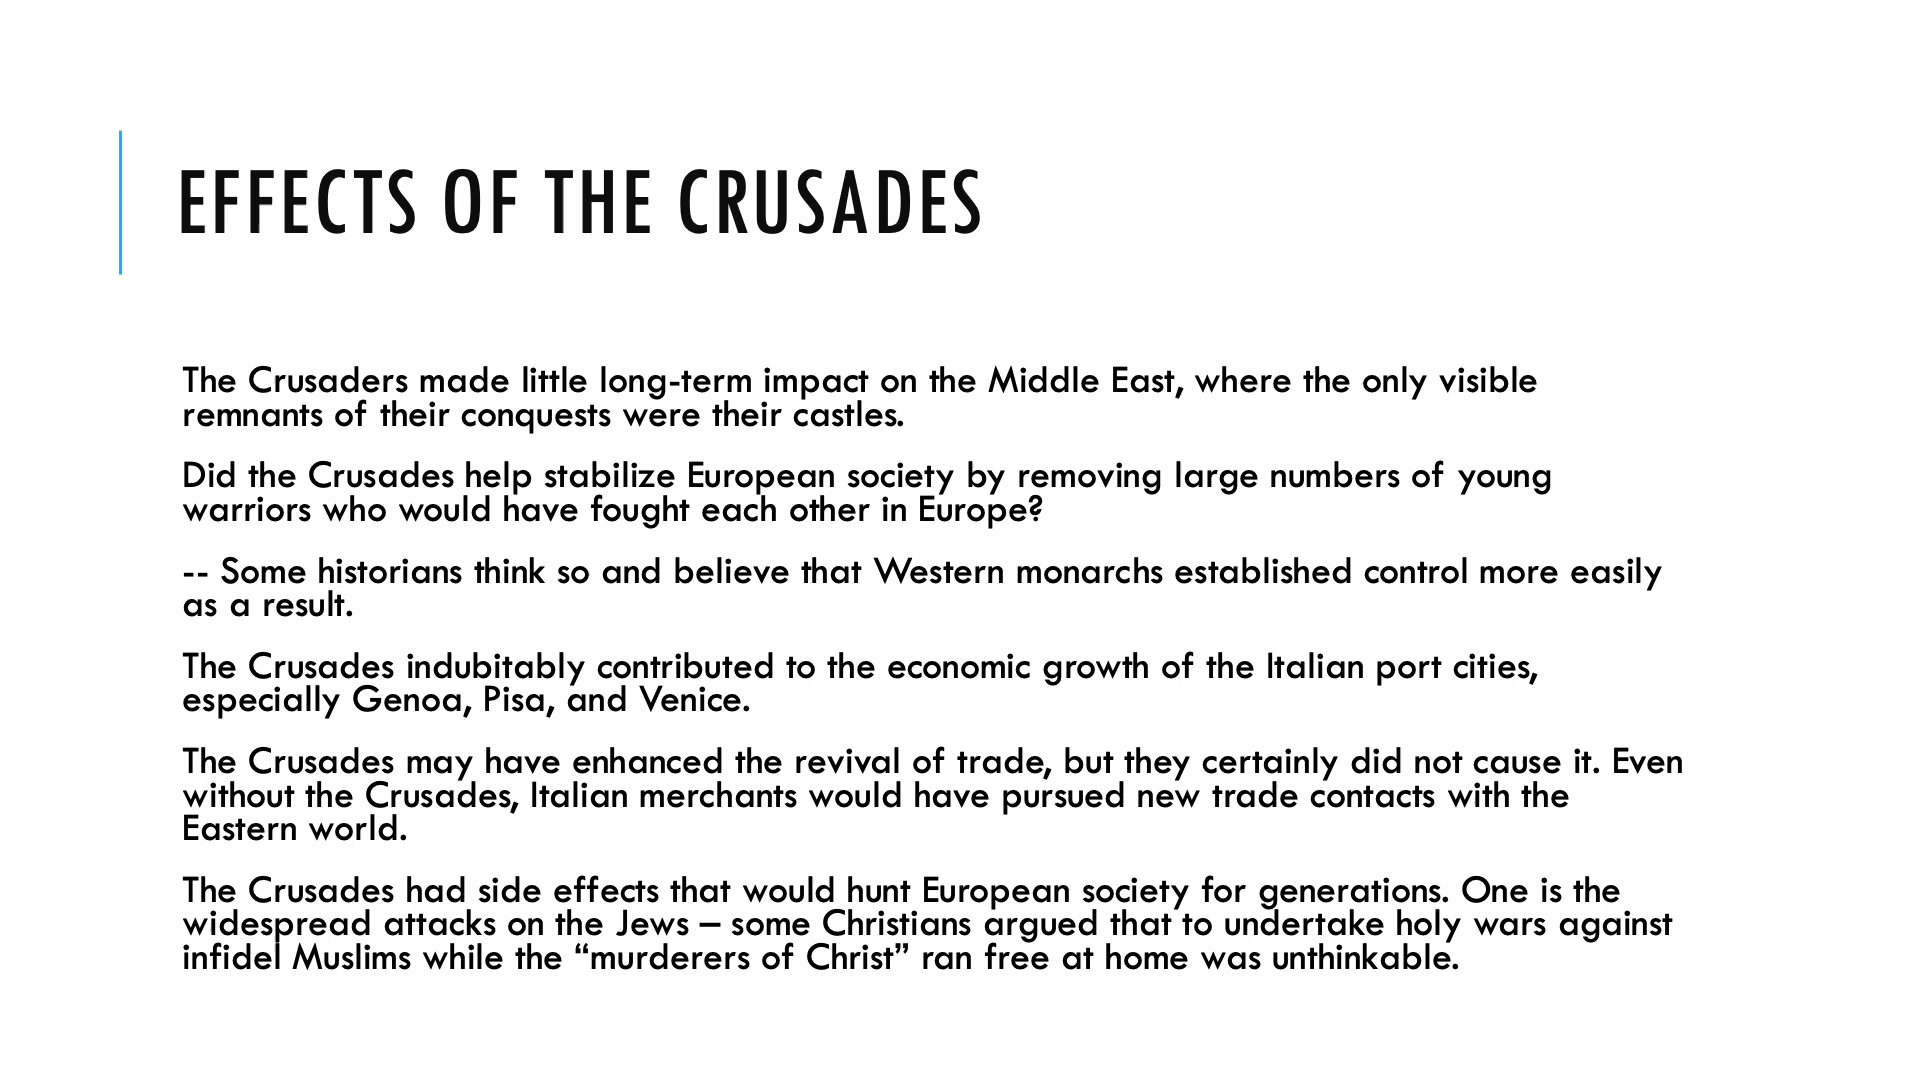 EFFECTS OF THE CRUSADES
The Crusaders made little long-term impact on the Middle East, where the only visible
remnants of their conquests were their castles.
Did the Crusades help stabilize European society by removing large numbers of young
warriors who would have fought each other in Europe?
-- Some historians think so and believe that Western monarchs established control more easily
as a result.
The Crusades indubitably contributed to the economic growth of the Italian port cities,
especially Genoa, Pisa, and Venice.
The Crusades may have enhanced the revival of trade, but they certainly did not cause it. Even
without the Crusades, Italian merchants would have pursued new trade contacts with the
Eastern world.
The Crusades had side effects that would hunt European society for generations. One is the
widespread attacks on the Jews – some Christians argued that to undertake holy wars against
infidel Muslims while the “murderers of Christ” ran free at home was unthinkable.